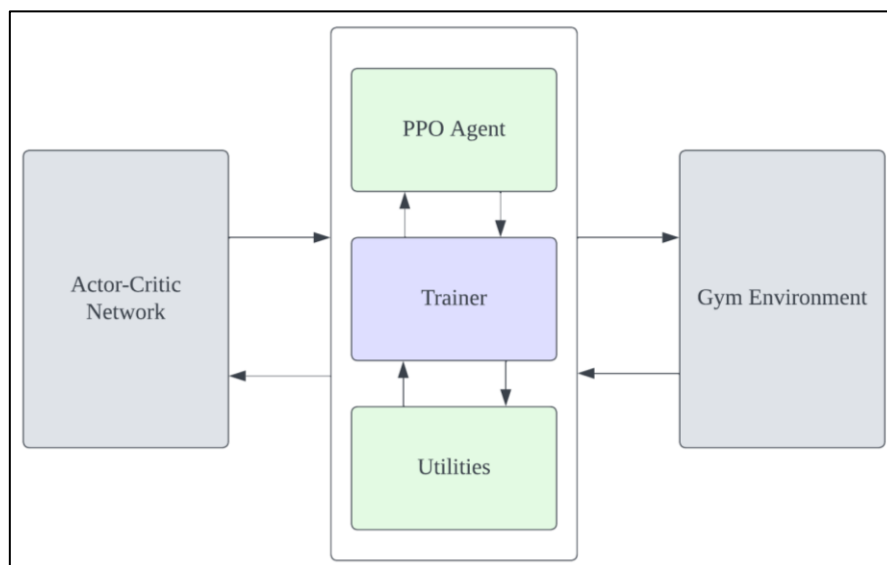 PPO Agent
Actor-Critic
Network
Trainer
Gym Environment
Utilities